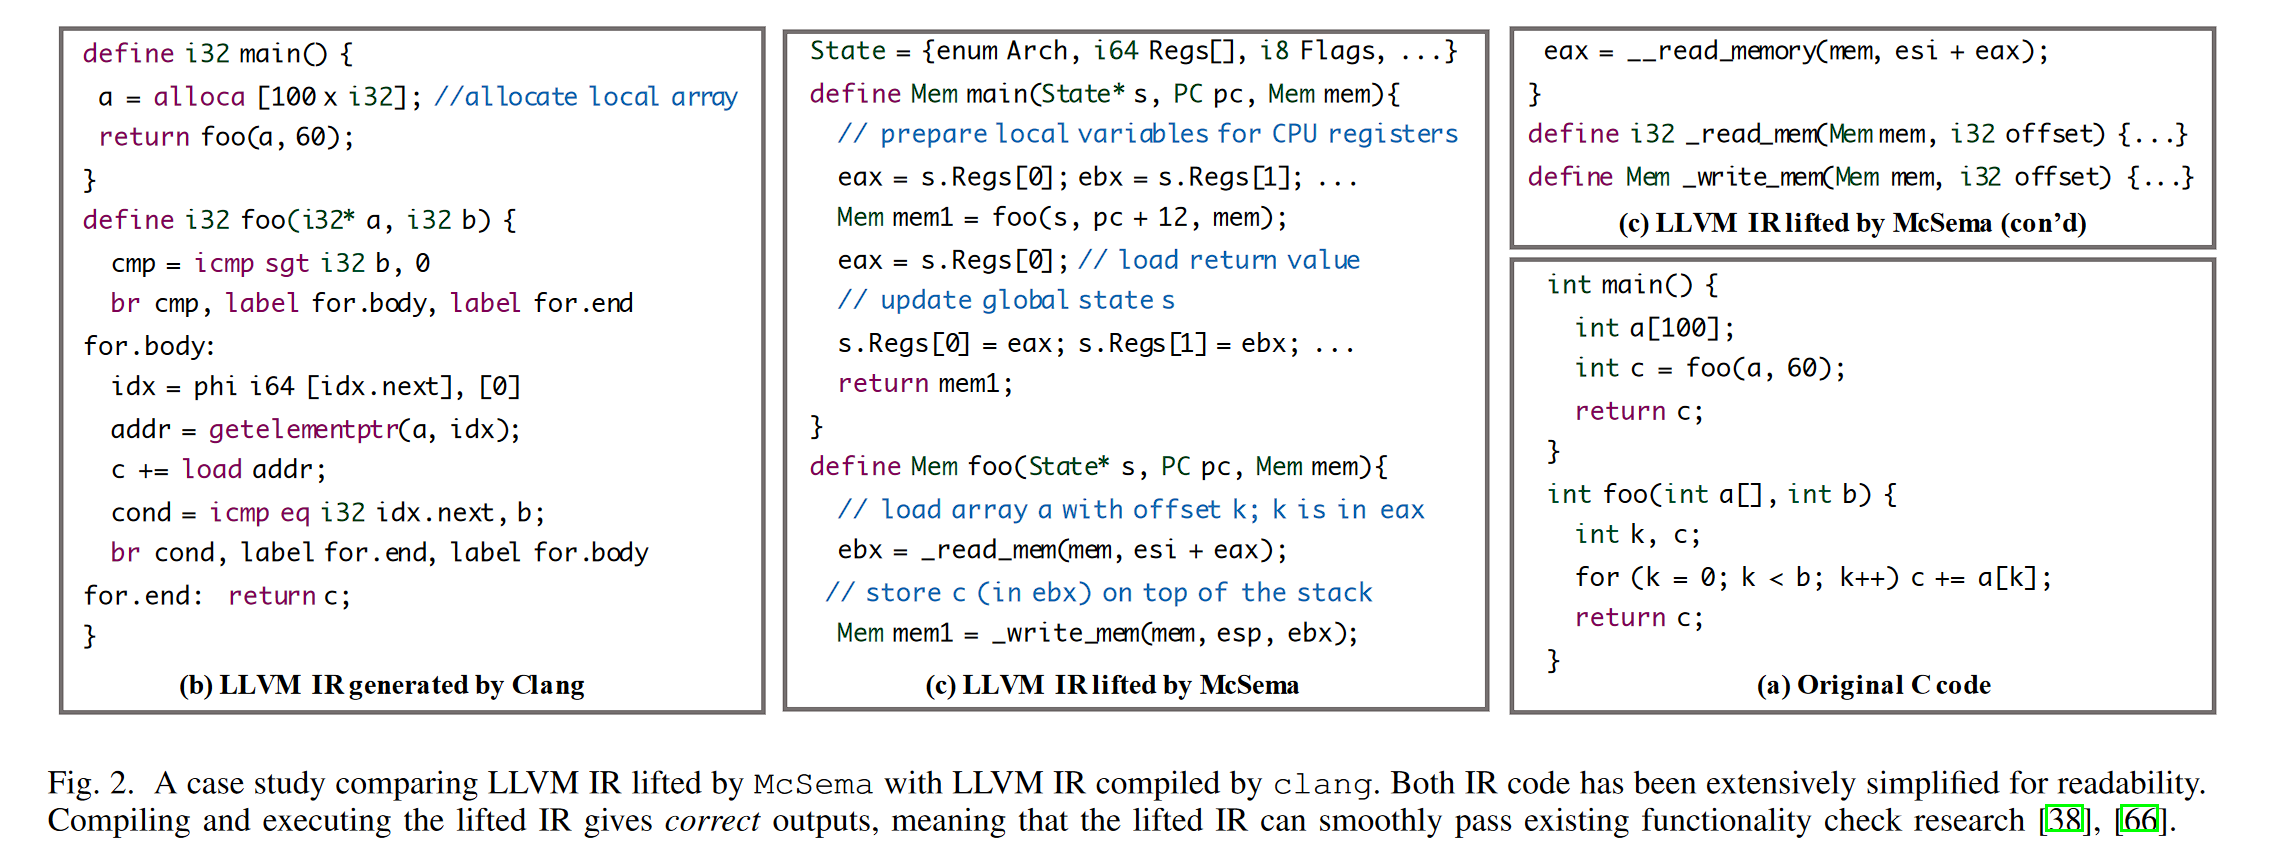 define i32 main() {
a = alloca [100 x i32]; //allocate local array
return foo(a, 60);
}
define i32 foo(i32* a, i32 b) {
cmp = icmp sgt i32 b, 0
br cmp, label for.body, label for.end
for.body:
idx = phi i64 [idx.next], [0]
addr = getelementptr(a, idx);
c += load addr;
cond = icmp eq i32 idx.next, b;
br cond, label for.end, label for.body
for.end: return c;
}
(b) LLVM IR generated by Clang
State = {enum Arch, i64 Regs[], i8 Flags, ...}
define Mem main(State* s, PC pc, Mem mem){
// prepare local variables for CPU registers
eax = s.Regs[0]; ebx = s.Regs[1]; ...
Mem mem1 = foo(s, pc + 12, mem);
eax = s.Regs[0]; // load return value
// update global state s
s.Regs[0] = eax; s.Regs[1] = ebx; ...
return mem1;
}
define Mem foo(State* s, PC pc, Mem mem){
// load array a with offset k; k is in eax
ebx = _read_mem(mem, esi + eax);
// store c (in ebx) on top of the stack
Mem mem1 = _write_mem(mem, esp, ebx);
(c) LLVM IR lifted by McSema
eax = __read_memory(mem, esi + eax);
}
define i32 _read_mem(Mem mem, i32 offset) {...}
define Mem _write_mem(Mem mem, i32 offset) {...}
(c) LLVM IR lifted by McSema (con’d)
int main() {
int a[100];
int c = foo(a, 60);
return c;
}
int foo(int a[], int b) {
int k, c;
for (k = 0; k < b; k++) c += a[k];
return c;
}
(a) Original C code
Fig. 2. A case study comparing LLVM IR lifted by McSema with LLVM IR compiled by clang. Both IR code has been extensively simplified for readability.
Compiling and executing the lifted IR gives correct outputs, meaning that the lifted IR can smoothly pass existing functionality check research [38], [66].